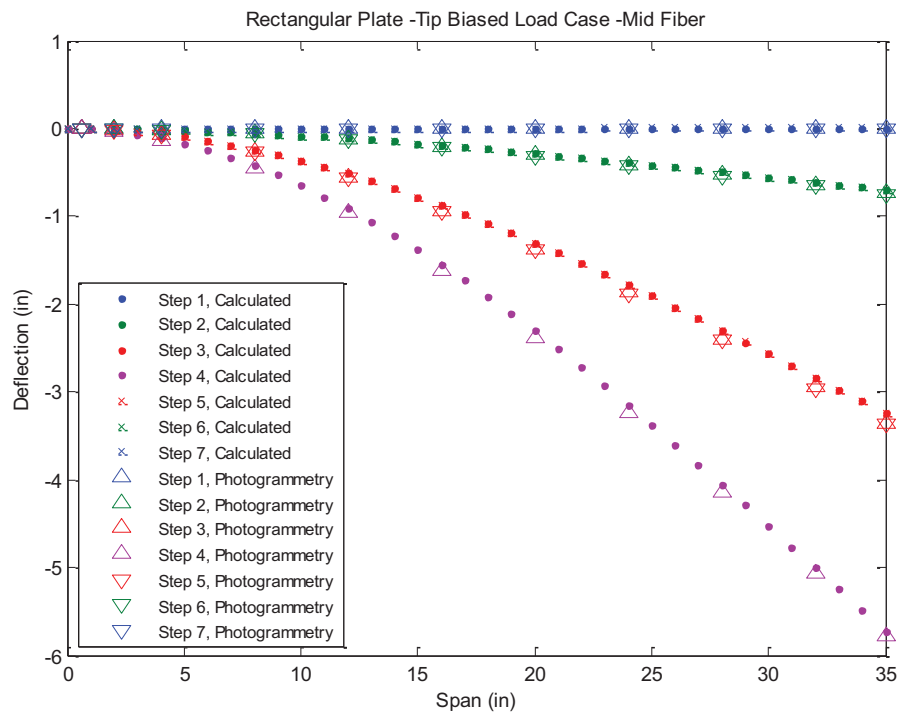 Rectangular Plate -Tip Biased Load Case -Mid Fiber
1
0
-1
-2
-3
-4
-5
-6
Deflection (in)
Step 1, Calculated
Step 2, Calculated
Step 3, Calculated
Step 4, Calculated
Step 5, Calculated
Step 6, Calculated
Step 7, Calculated
Step 1, Photogrammetry
Step 2, Photogrammetry
Step 3, Photogrammetry
Step 4, Photogrammetry
Step 5, Photogrammetry
Step 6, Photogrammetry
Step 7, Photogrammetry
0 5 10 15 20 25 30 35
Span (in)